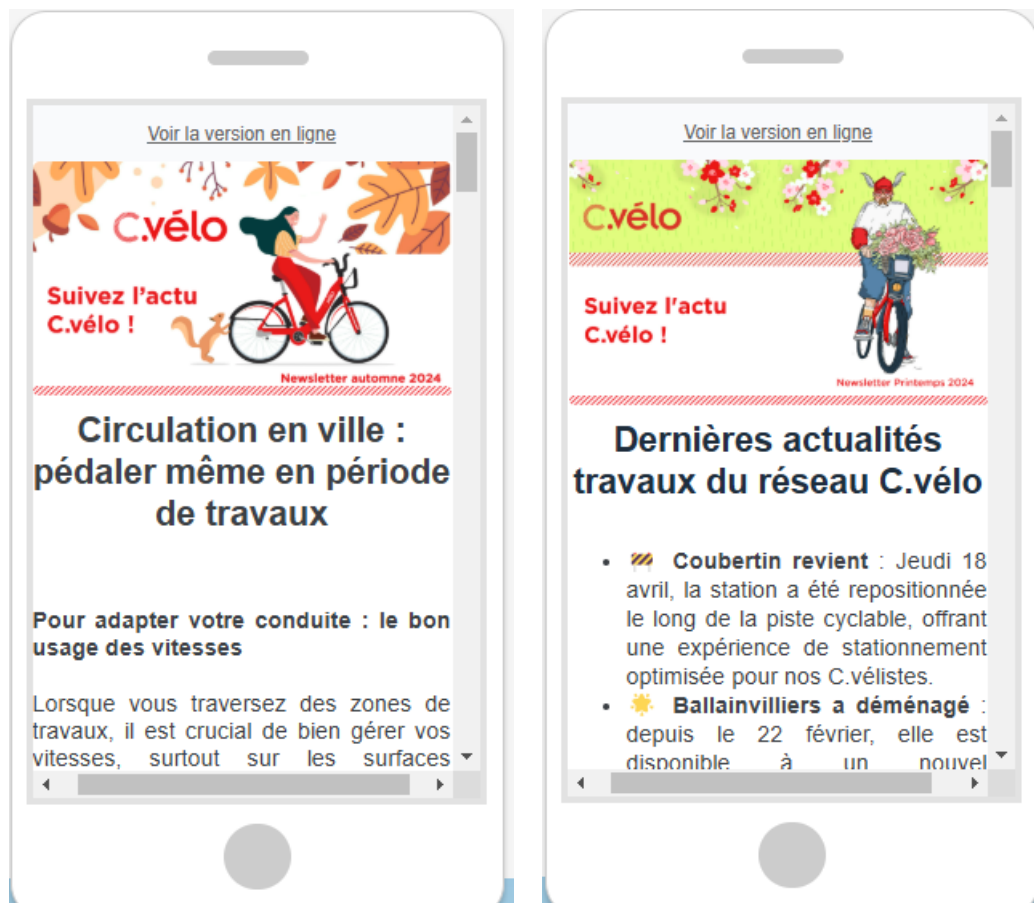 Voir la version en ligne
C.vélo
Suivez l'actu
C.vélo !
Newsletter automne 2024
Circulation en ville :
pédaler même en période
de travaux
Pour adapter votre conduite : le bon
usage des vitesses
Lorsque vous traversez des zones de
travaux, il est crucial de bien gérer vos
vitesses, surtout sur les surfaces
Voir la version en ligne
C.vélo
Suivez l'actu
C.vélo !
Newsletter Printemps 2024
Dernières actualités
travaux du réseau C.vélo
• 🚧 Coubertin revient : Jeudi 18
avril, la station a été repositionnée
le long de la piste cyclable, offrant
une expérience de stationnement
optimisée pour nos C.vélistes.
• 🌟 Ballainvilliers a déménagé :
depuis le 22 février, elle est
disponible à un nouvel